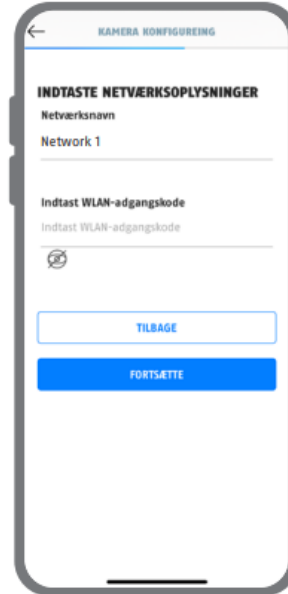 KAMERA KONFIGUREING
INDTASTE NETVÆRKSOPLYSNINGER
Netværksnavn
Network 1
Indtast WLAN-adgangskode
Indtast WLAN-adgangskode
TILBAGE
FORTSÆTTE